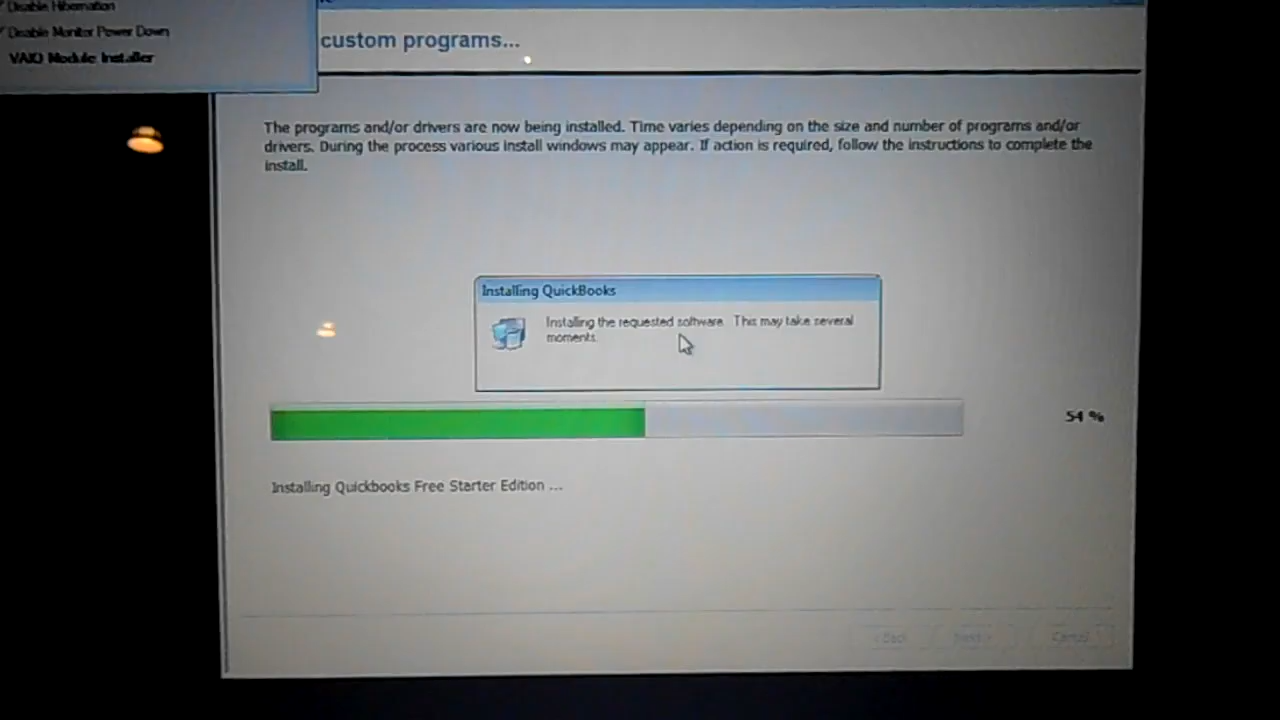 Disable Hibernation
Disable Monitor Power Down
VAIO Module Installer
custom programs...
The programs and/or drivers are now being installed. Time varies depending on the size and number of programs and/or
drivers. During the process various install windows may appear. If action is required, follow the instructions to complete the
install.
Installing QuickBooks
Installing the requested software. This may take several
moments.
54 %
Installing Quickbooks Free Starter Edition ...
< Back
Next >
Cancel